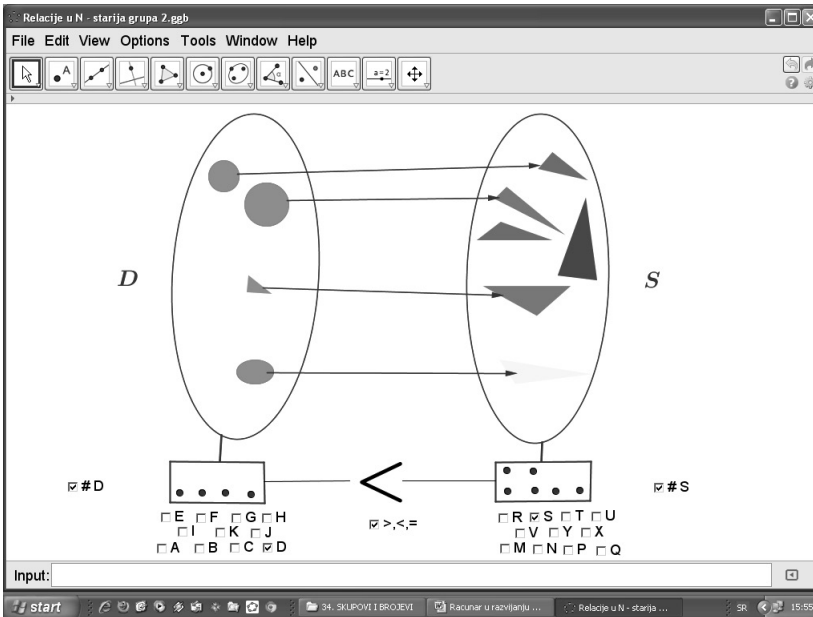 Relacije u N - starija grupa 2.ggb
File Edit View Options Tools Window Help
A ABC a=2
D S
#D >,<,= #S
E F G H
I K J
A B C D
R S T U
V Y X
M N P Q
Input:
start 34. SKUPOVI I BROJEVI Racunar u razvijanju ... Relacije u N - starija ... SR 15:55